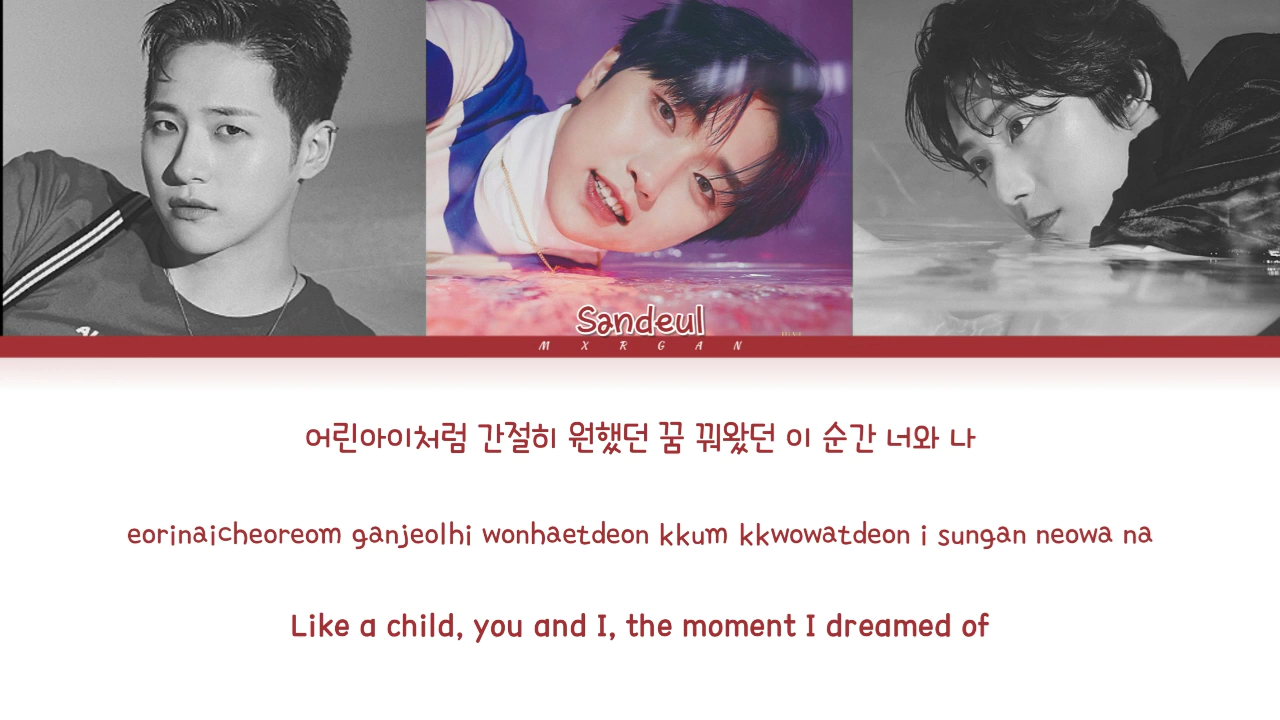 Sandeul
MXRGAN
어린아이처럼 간절히 원했던 꿈 꿔왔던 이 순간 너와 나
eorinaicheoreom ganjeolhi wonhaetdeon kkum kkwowatdeon i sungan neowa na
Like a child, you and I, the moment I dreamed of